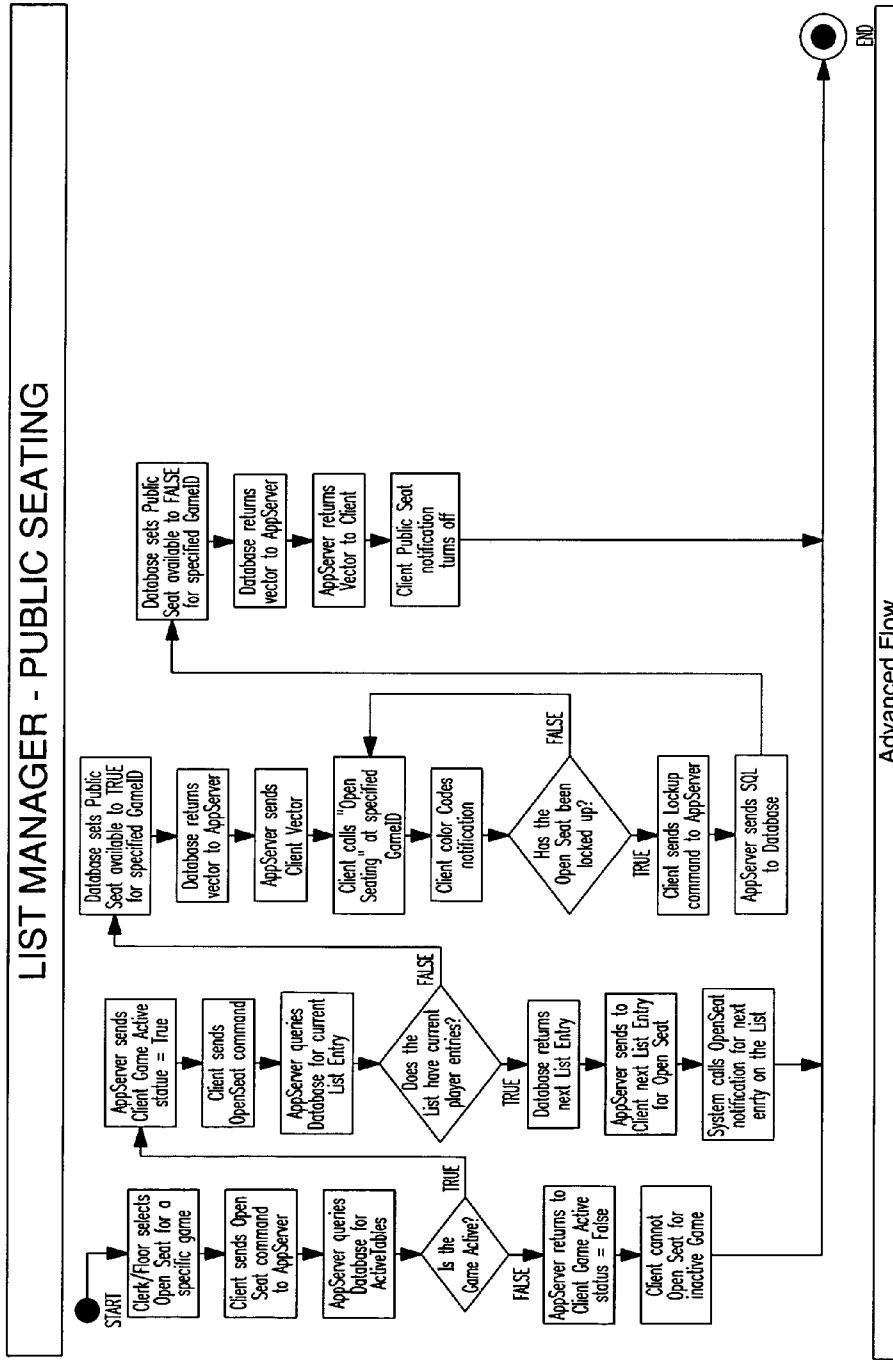 LIST MANAGER - PUBLIC SEATING
START
Clerk/Floor selects
Open Seat for a
specific game
Client sends Open
Seat command
to AppServer
AppServer queries
Database for
ActiveTables
Is the
Game Active?
TRUE
FALSE
AppServer returns to
Client Game Active
status = False
Client cannot
Open Seat for
inactive Game
AppServer sends
Client Game Active
statue = True
Client sends
OpenSeat command
AppServer queries
Database for current
List Entry
Does the
List have current
player entries?
FALSE
TRUE
Database returns
next List Entry
AppServer sends to
Client next List Entry
for Open Seat
System calls OpenSeat
notification for next
enrty on the List
Database sets Public
Seat available to TRUE
for specified GameID
Database returns
vector to AppServer
AppServer sends
Client Vector
Client calls "Open
Seating" at specified
GameID
Client color Codes
notification
Has the
Open Seat been
locked up?
FALSE
TRUE
Client sends Lockup
command to AppServer
AppServer sends SQL
to Database
Database sets Public
Seat available to FALSE
for specified GameID
Database returns
vector to AppServer
AppServer returns
Vector to Client
Client Public Seat
notification
turns off
END
Advanced Flow